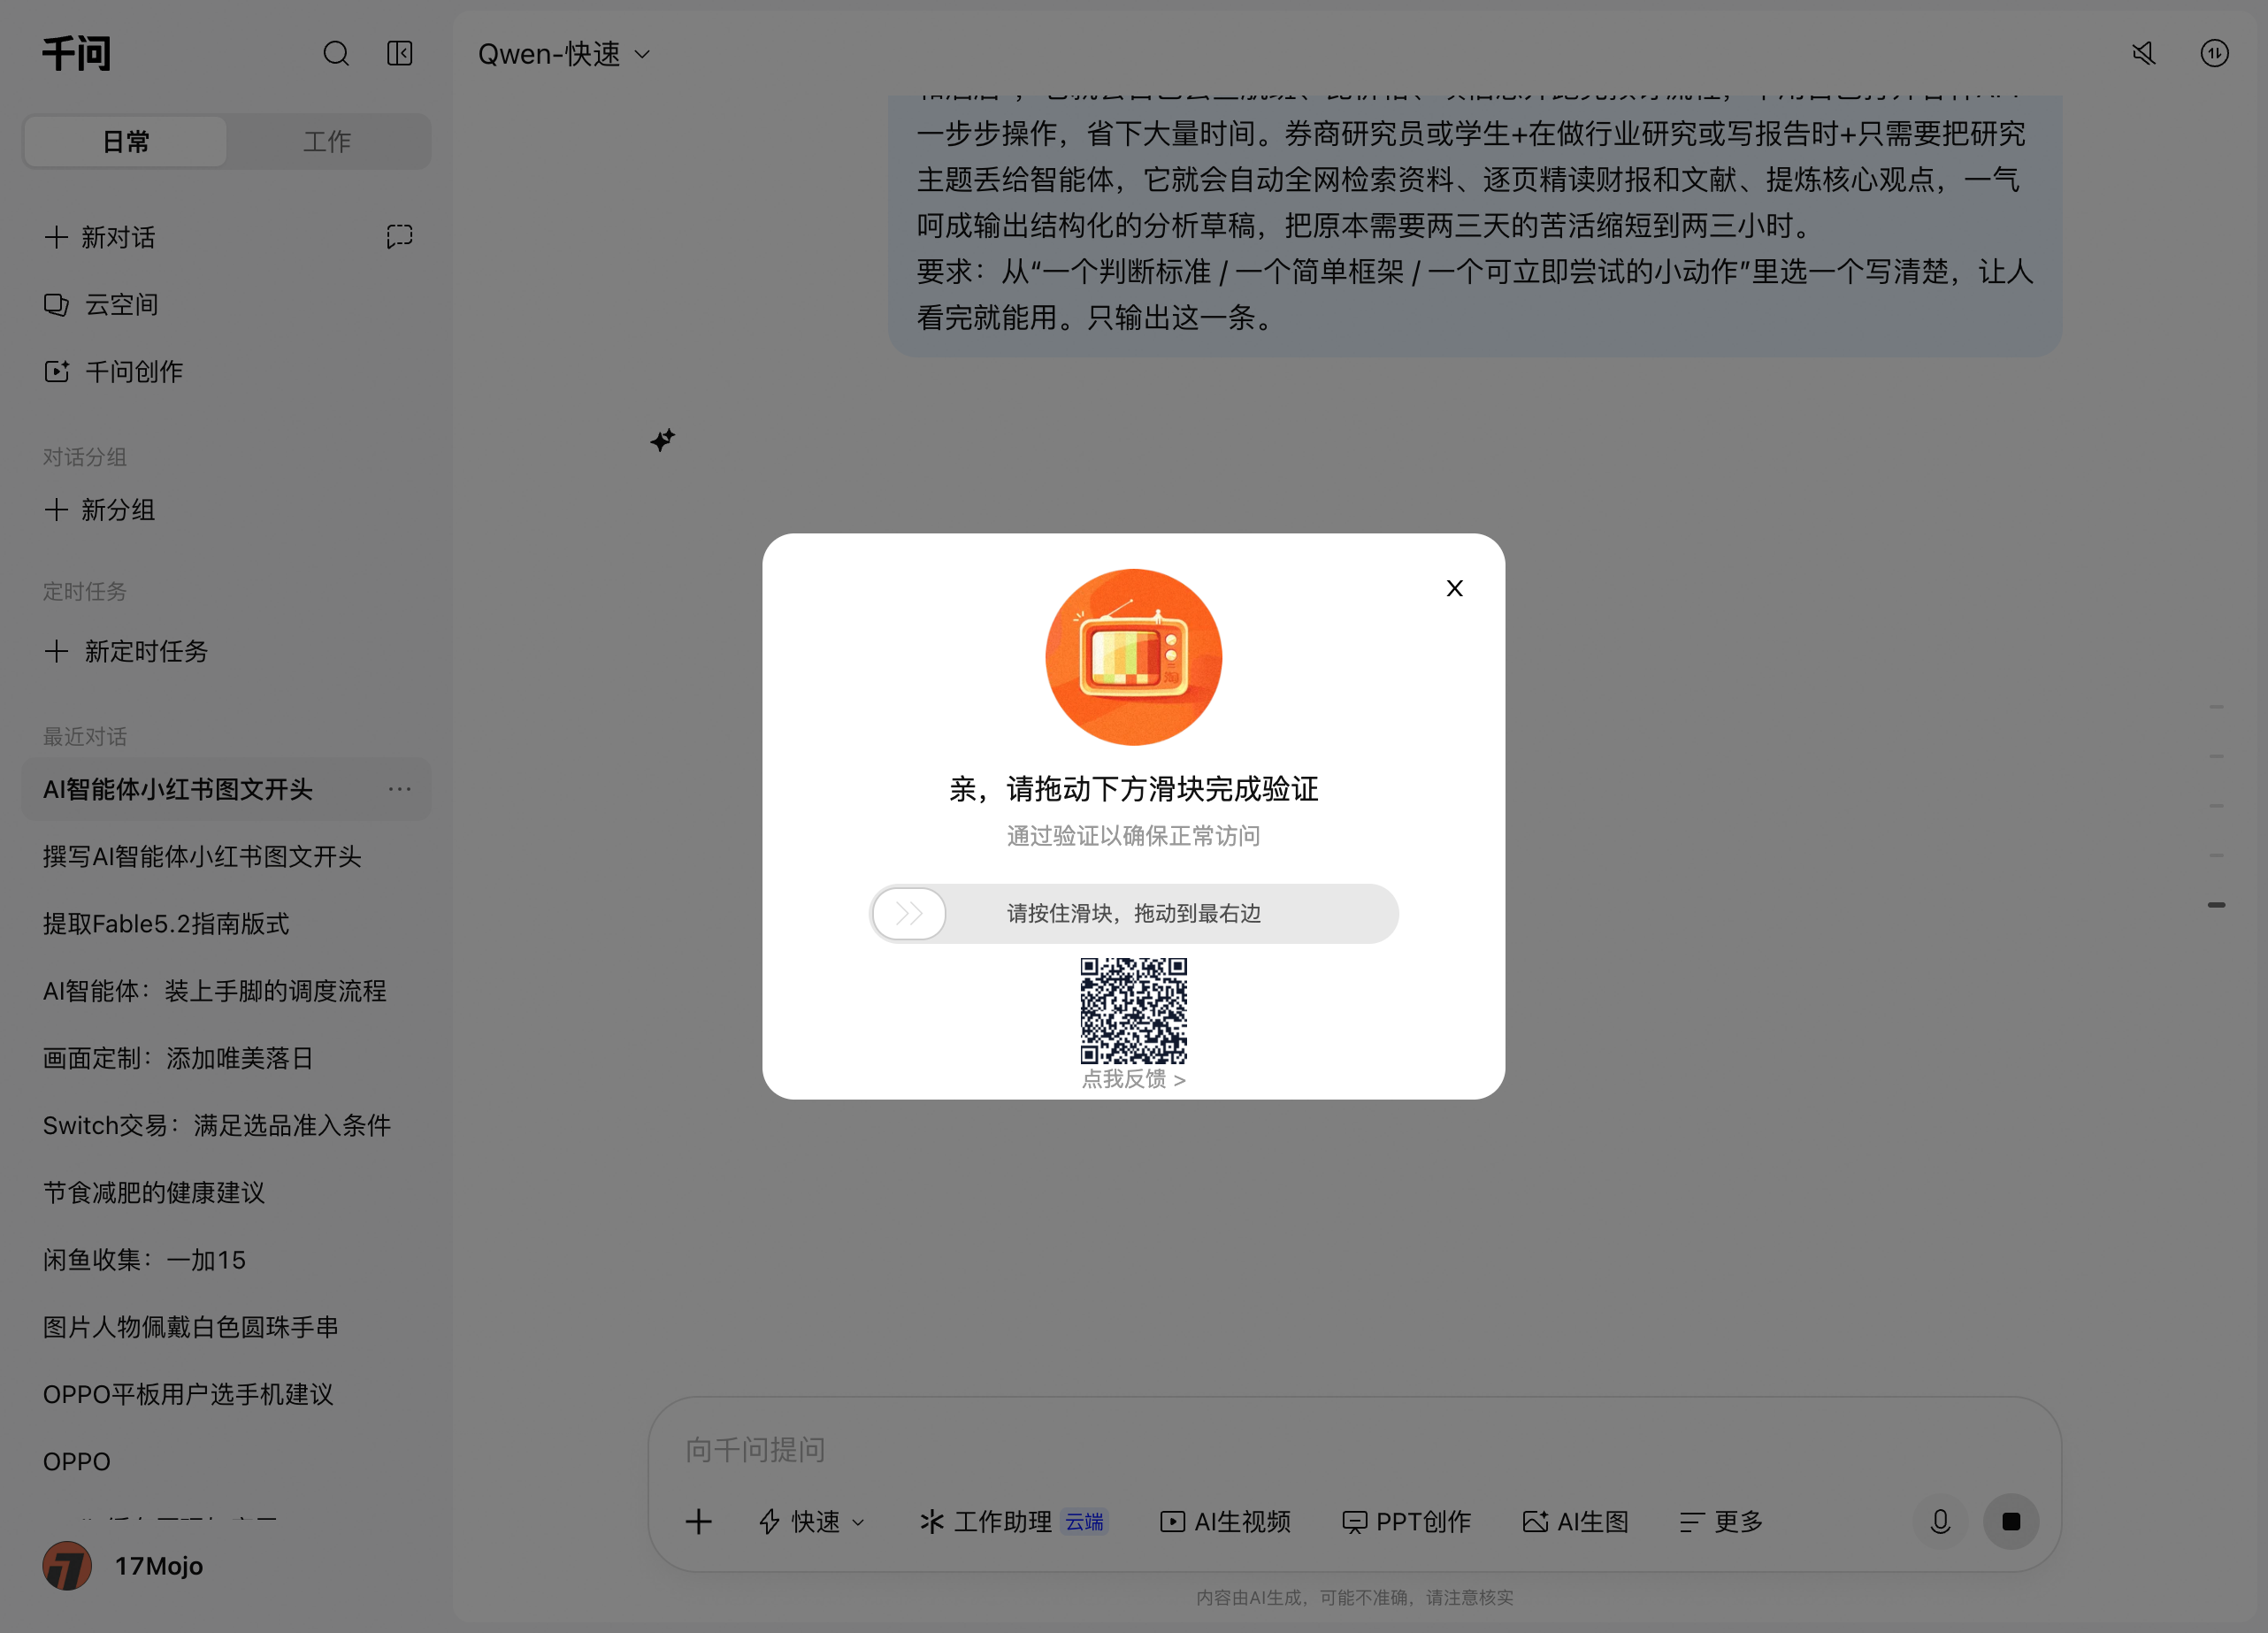 千问
日常
工作
新对话
云空间
千问创作
对话分组
新分组
定时任务
新定时任务
最近对话
AI智能体小红书图文开头
撰写AI智能体小红书图文开头
提取Fable5.2指南版式
AI智能体：装上手脚的调度流程
画面定制：添加唯美落日
Switch交易：满足选品准入条件
节食减肥的健康建议
闲鱼收集：一加15
图片人物佩戴白色圆珠手串
OPPO平板用户选手机建议
OPPO
17Mojo
Qwen-快速
一步步操作，省下大量时间。券商研究员或学生+在做行业研究或写报告时+只需要把研究
主题丢给智能体，它就会自动全网检索资料、逐页精读财报和文献、提炼核心观点，一气
呵成输出结构化的分析草稿，把原本需要两三天的苦活缩短到两三小时。
要求：从“一个判断标准 / 一个简单框架 / 一个可立即尝试的小动作”里选一个写清楚，让人
看完就能用。只输出这一条。
X
亲，请拖动下方滑块完成验证
通过验证以确保正常访问
请按住滑块，拖动到最右边
点我反馈 >
向千问提问
快速
工作助理 云端
AI生视频
PPT创作
AI生图
更多
内容由AI生成，可能不准确，请注意核实